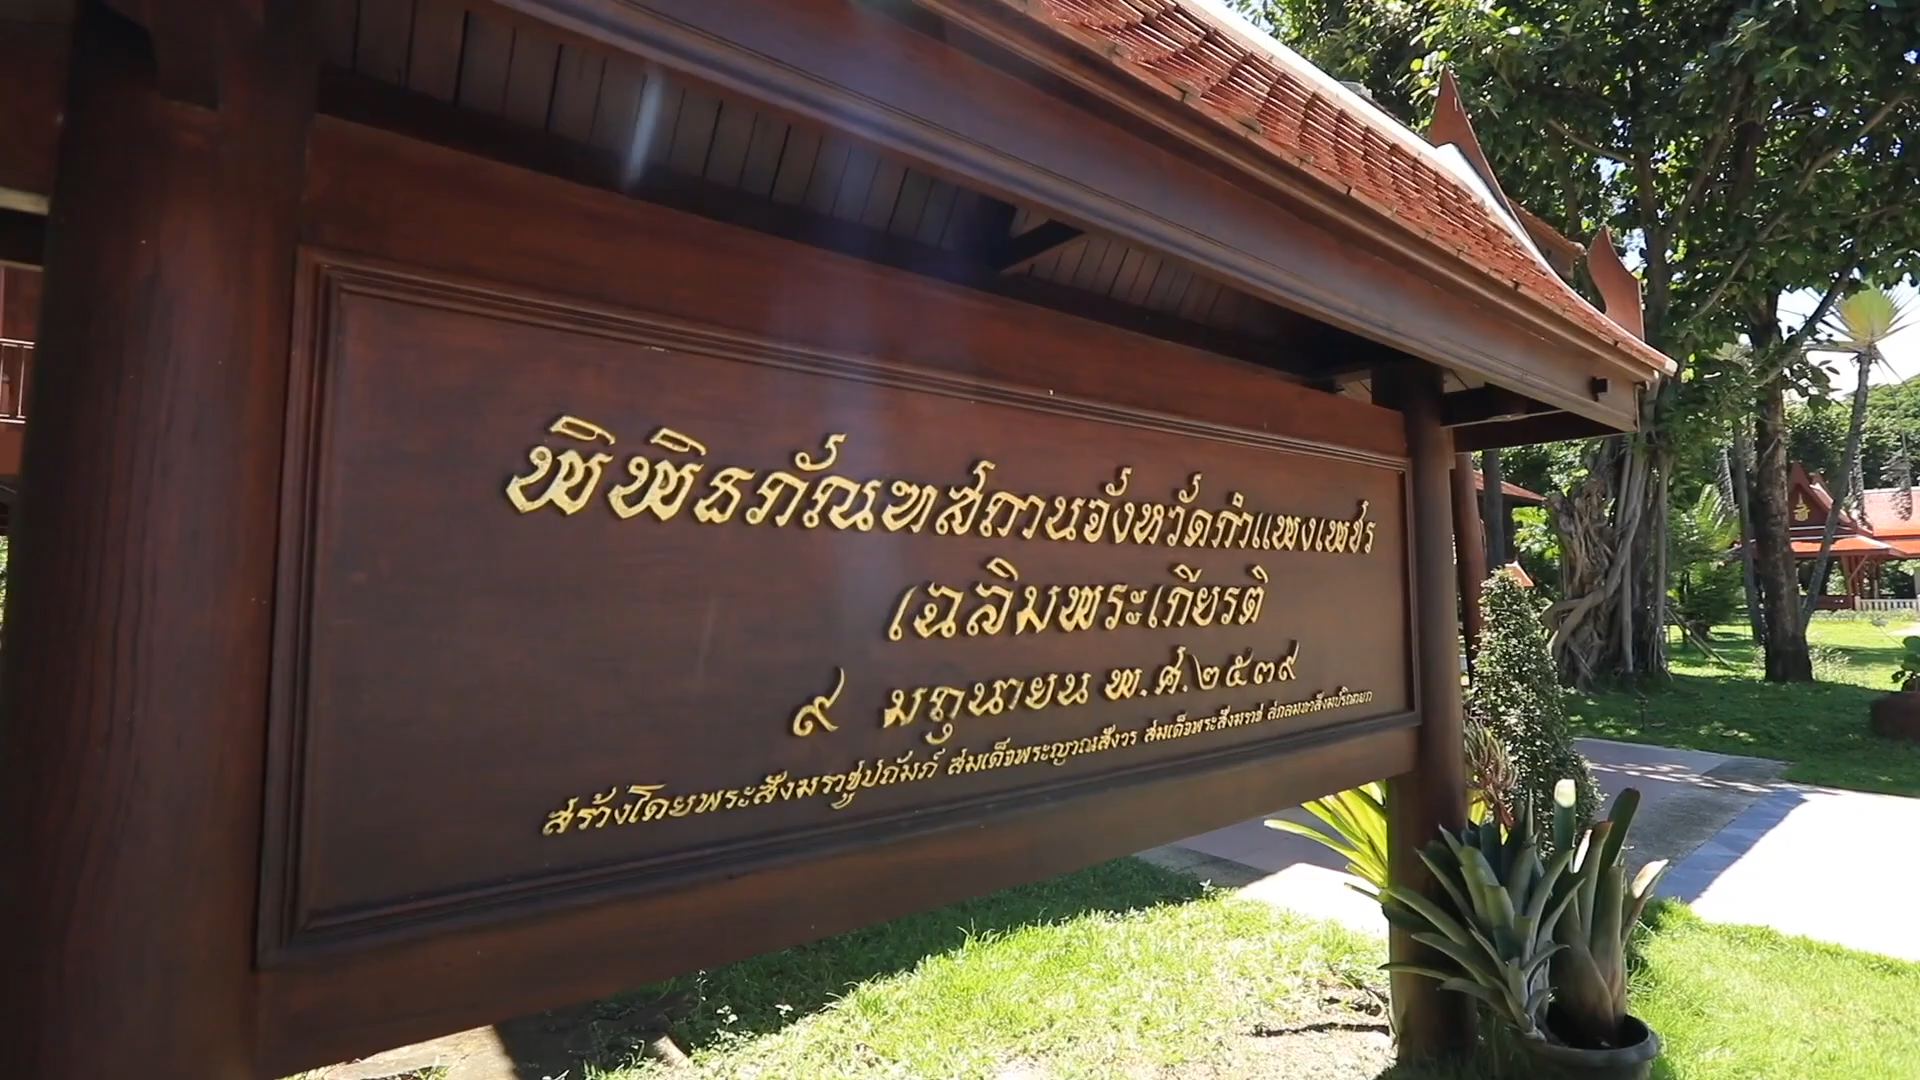 พิพิธภัณฑสถานจังหวัดกำแพงเพชร
เฉลิมพระเกียรติ
๙ มถุนายน พ.ศ.๒๕๓๙
สร้างโดยพระสังฆราชูปถัมภ์ สมเด็จพระญาณสังวร สมเด็จพระสังฆราช สกลมหาสังฆปริณายก